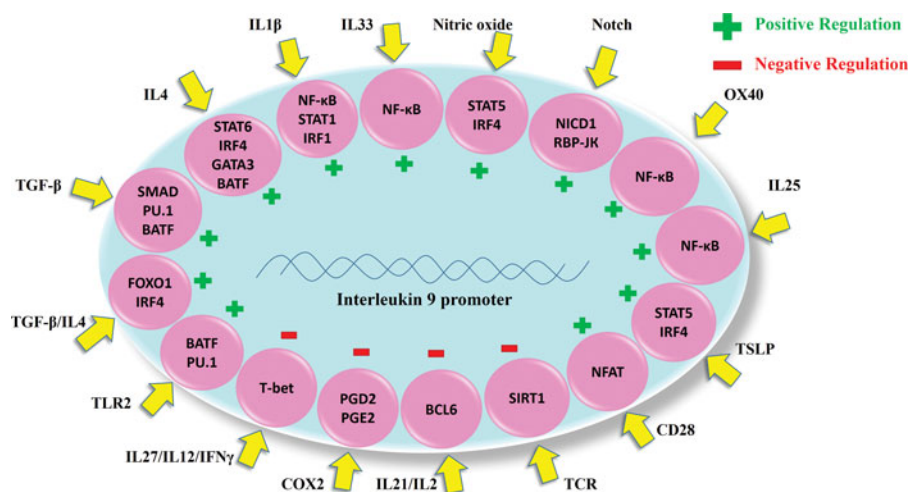 IL1β
IL33
Nitric oxide
Notch
Positive Regulation
Negative Regulation
IL4
OX40
TGF-β
IL25
NF-κB
STAT1
IRF1
NF-κB
STAT5
IRF4
NICD1
RBP-JK
STAT6
IRF4
GATA3
BATF
NF-κB
SMAD
PU.1
BATF
NF-κB
Interleukin 9 promoter
FOXO1
IRF4
STAT5
IRF4
TGF-β/IL4
BATF
PU.1
NFAT
TSLP
T-bet
PGD2
PGE2
BCL6
SIRT1
TLR2
CD28
IL27/IL12/IFNγ
COX2
IL21/IL2
TCR